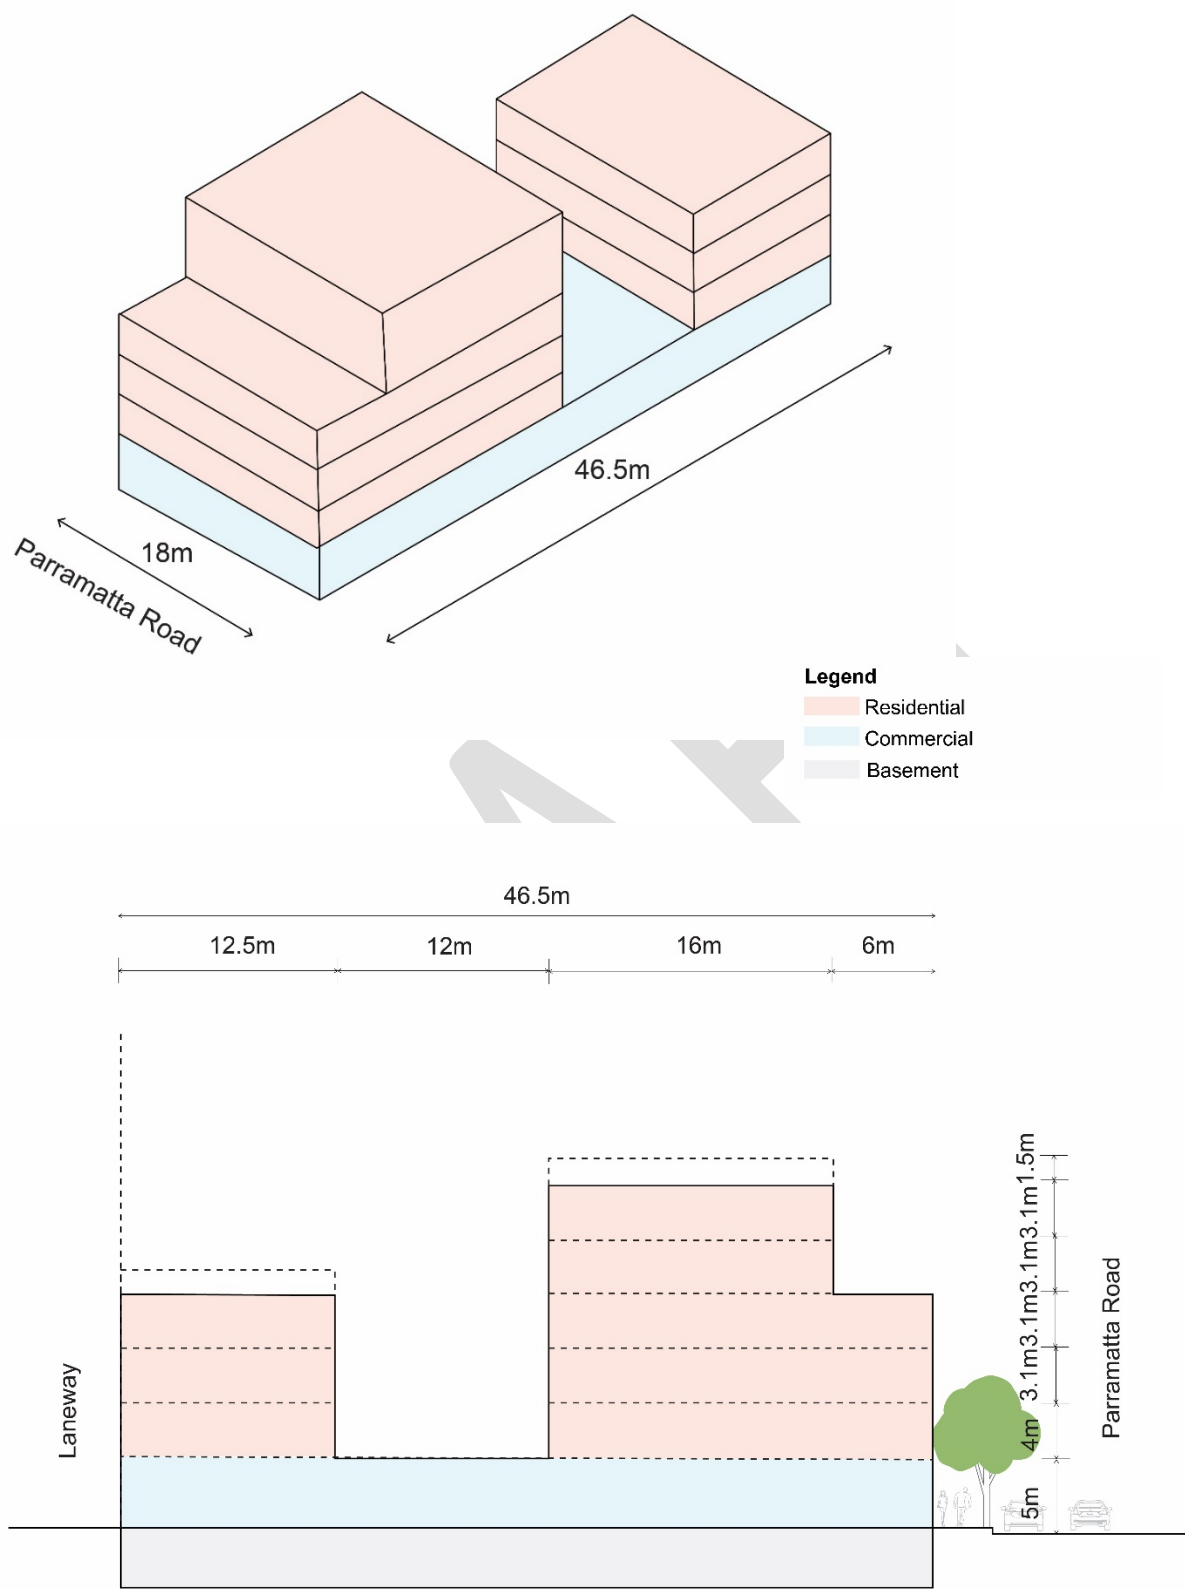 46.5m
18m
Parramatta Road
Legend
Residential
Commercial
Basement
46.5m
12.5m
12m
16m
6m
1.5m
3.1m
3.1m
3.1m
3.1m
4m
5m
Laneway
Parramatta Road